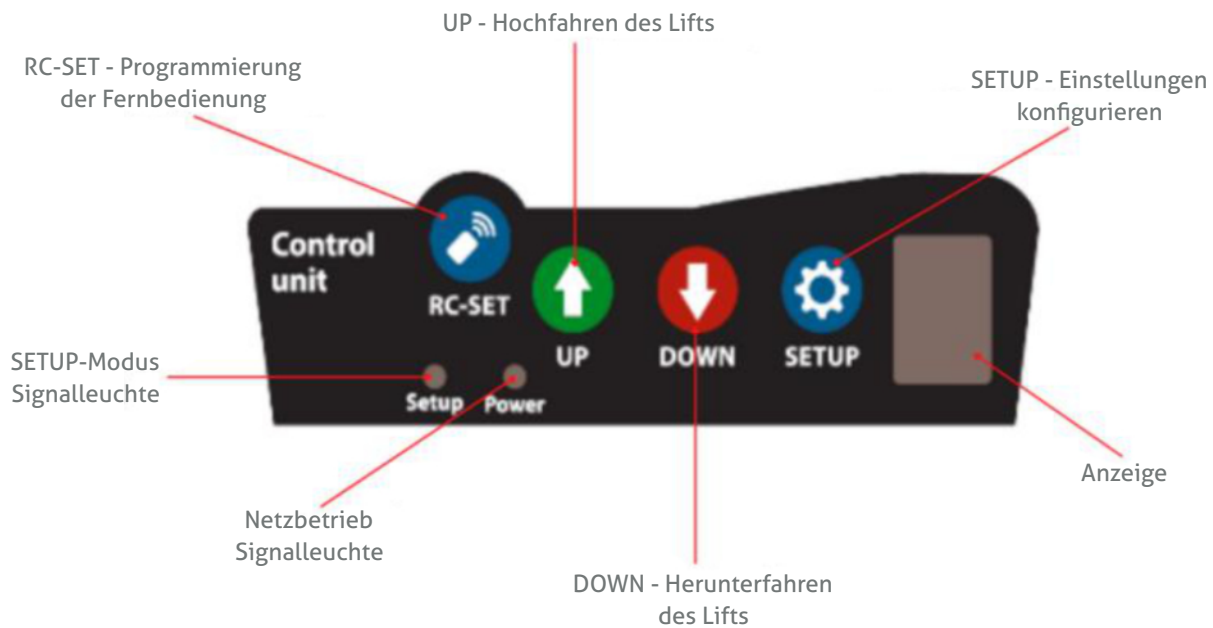 UP - Hochfahren des Lifts
RC-SET - Programmierung
der Fernbedienung
SETUP - Einstellungen
konfigurieren
Control
unit
RC-SET
UP
DOWN
SETUP
SETUP-Modus
Signalleuchte
Setup
Power
Anzeige
Netzbetrieb
Signalleuchte
DOWN - Herunterfahren
des Lifts